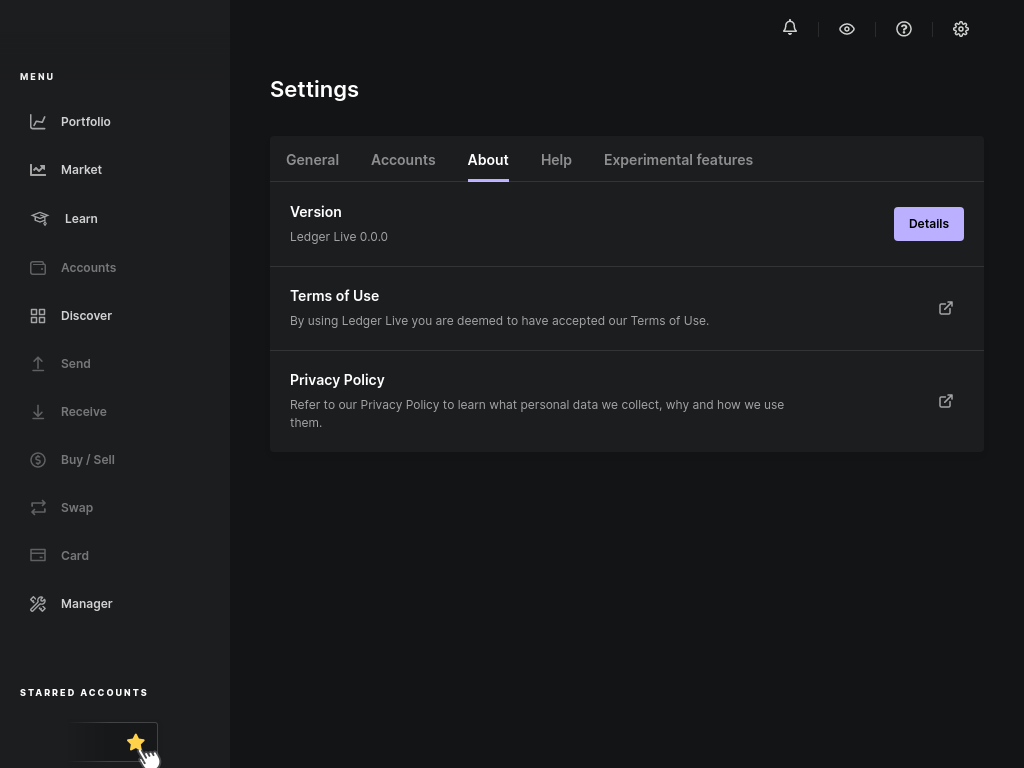 MENU
Portfolio
Market
Learn
Accounts
Discover
Send
Receive
Buy / Sell
Swap
Card
Manager
STARRED ACCOUNTS
Settings
General Accounts About Help Experimental features
Version
Ledger Live 0.0.0
Details
Terms of Use
By using Ledger Live you are deemed to have accepted our Terms of Use.
Privacy Policy
Refer to our Privacy Policy to learn what personal data we collect, why and how we use
them.